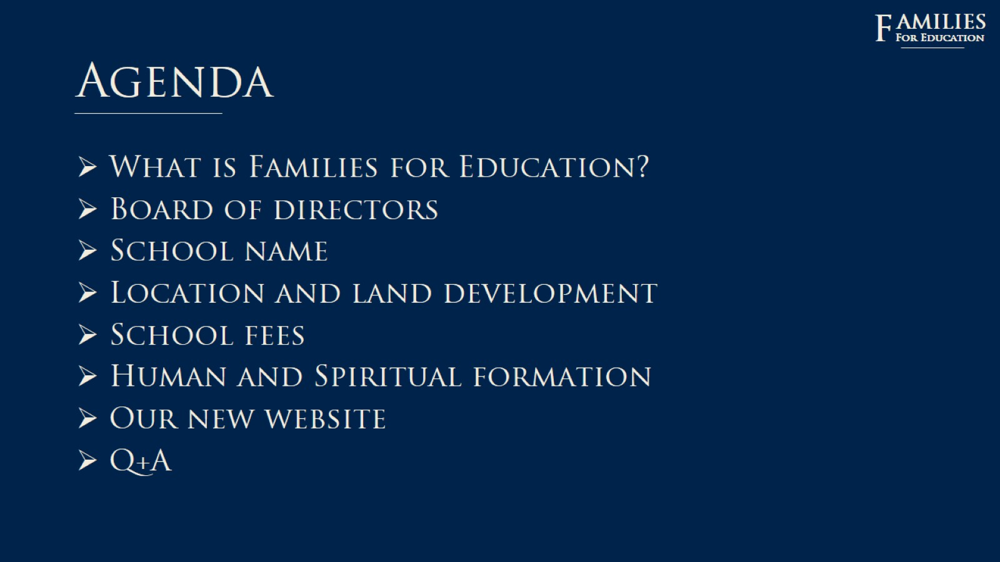 FAMILIES
FOR EDUCATION
AGENDA
➢ WHAT IS FAMILIES FOR EDUCATION?
➢ BOARD OF DIRECTORS
➢ SCHOOL NAME
➢ LOCATION AND LAND DEVELOPMENT
➢ SCHOOL FEES
➢ HUMAN AND SPIRITUAL FORMATION
➢ OUR NEW WEBSITE
➢ Q+A